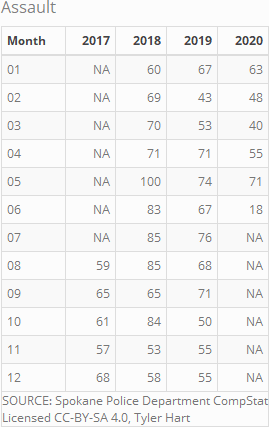 Assault
Month 2017 2018 2019 2020
01 NA 60 67 63
02 NA 69 43 48
03 NA 70 53 40
04 NA 71 71 55
05 NA 100 74 71
06 NA 83 67 18
07 NA 85 76 NA
08 59 85 68 NA
09 65 65 71 NA
10 61 84 50 NA
11 57 53 55 NA
12 68 58 55 NA
SOURCE: Spokane Police Department CompStat
Licensed CC-BY-SA 4.0, Tyler Hart